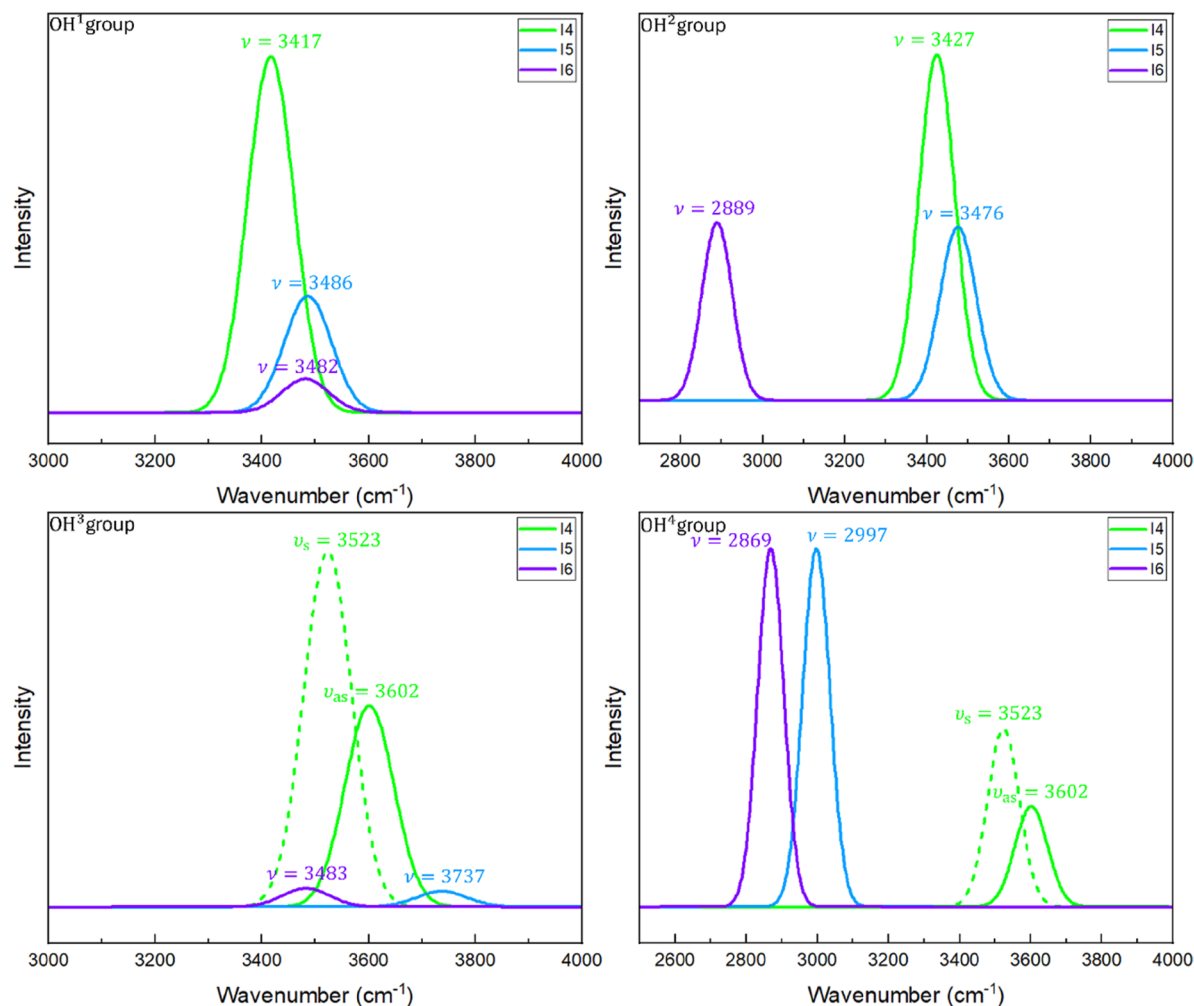 OH¹group
I4
I5
I6
ν = 3417
ν = 3486
ν = 3482
Intensity
3000 3200 3400 3600 3800 4000
Wavenumber (cm⁻¹)
OH²group
I4
I5
I6
ν = 3427
ν = 2889
ν = 3476
Intensity
2800 3000 3200 3400 3600 3800 4000
Wavenumber (cm⁻¹)
OH³group
I4
I5
I6
υₛ = 3523
υₐₛ = 3602
ν = 3483
ν = 3737
Intensity
3000 3200 3400 3600 3800 4000
Wavenumber (cm⁻¹)
OH⁴group
I4
I5
I6
ν = 2869
ν = 2997
υₛ = 3523
υₐₛ = 3602
Intensity
2600 2800 3000 3200 3400 3600 3800 4000
Wavenumber (cm⁻¹)